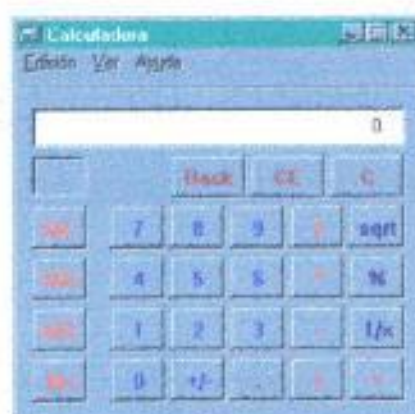 Calculadora
Edición Ver Ayuda
0
Back CE C
7 8 9 sqrt
4 5 6 * %
1 2 3 - 1/x
0 +/- . + =